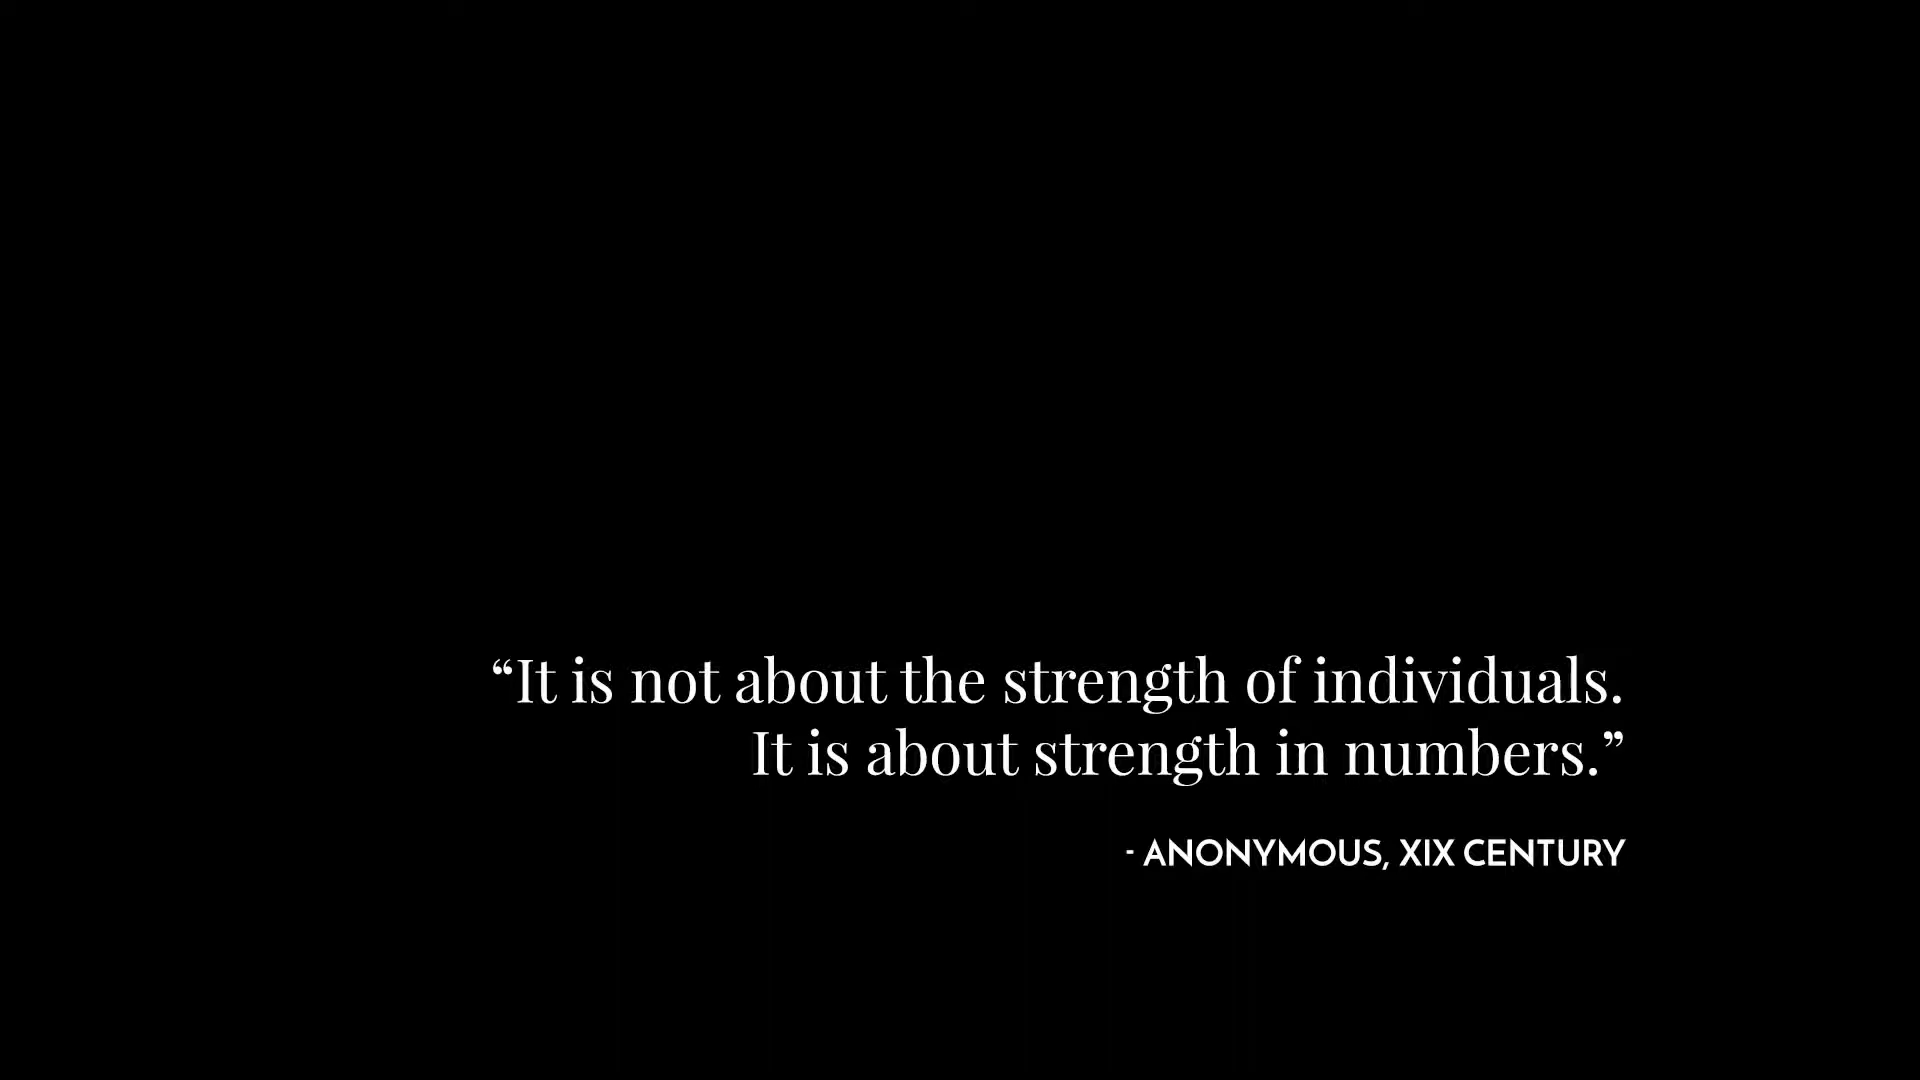 “It is not about the strength of individuals.
It is about strength in numbers.”
- ANONYMOUS, XIX CENTURY